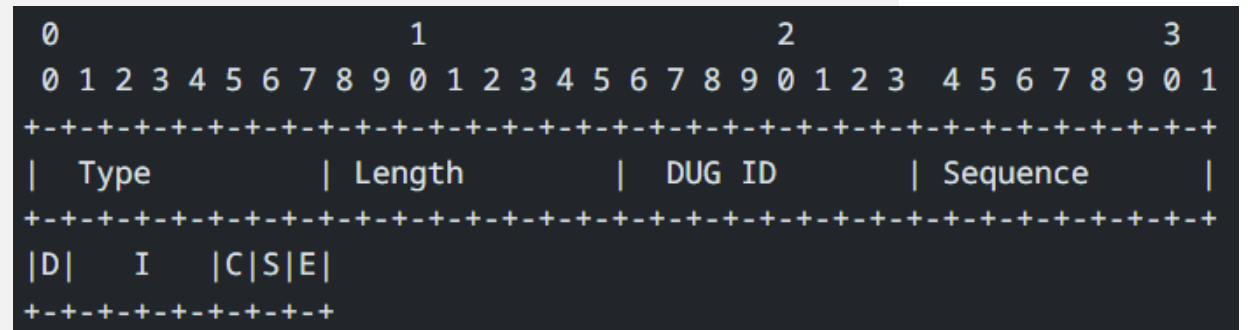 0                   1                   2                   3
0 1 2 3 4 5 6 7 8 9 0 1 2 3 4 5 6 7 8 9 0 1 2 3  4 5 6 7 8 9 0 1
+-+-+-+-+-+-+-+-+-+-+-+-+-+-+-+-+-+-+-+-+-+-+-+-+-+-+-+-+-+-+-+-+
|  Type         | Length        |  DUG ID       | Sequence      |
+-+-+-+-+-+-+-+-+-+-+-+-+-+-+-+-+-+-+-+-+-+-+-+-+-+-+-+-+-+-+-+-+
|D|   I   |C|S|E|
+-+-+-+-+-+-+-+-+